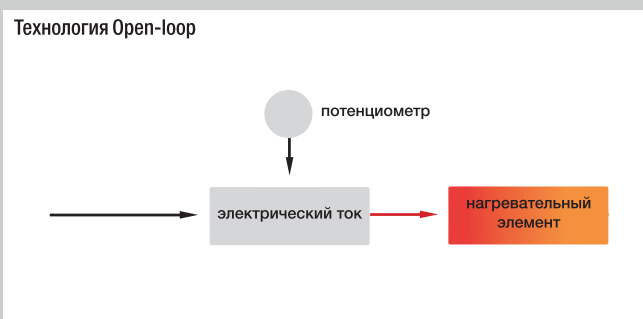 Технология Open-loop
потенциометр
электрический ток
нагревательный
элемент